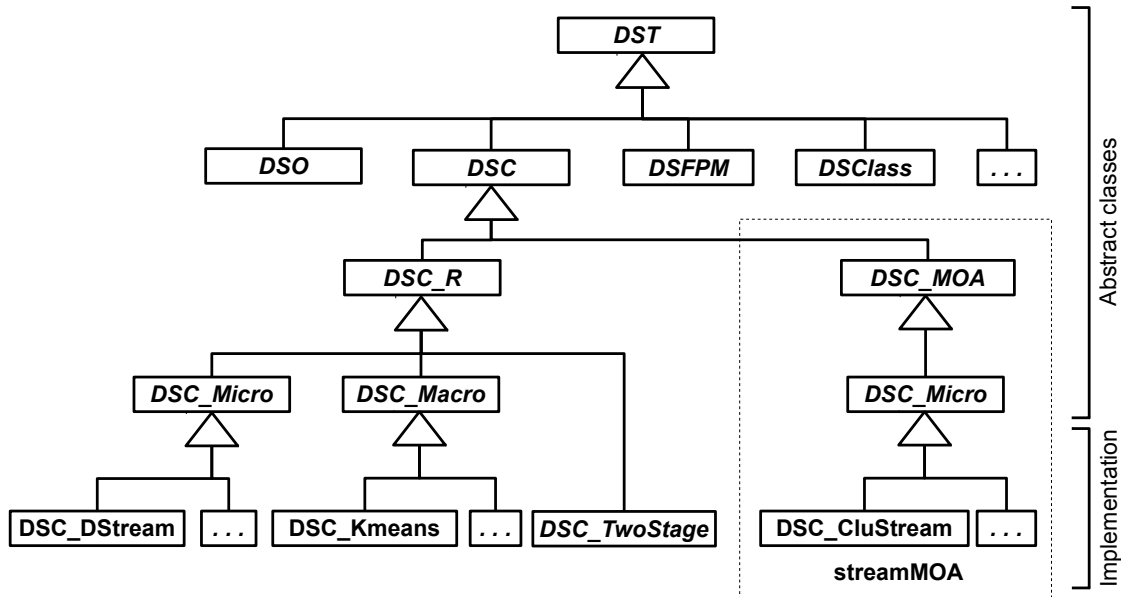 DST
DSO
DSC
DSFPM
DSClass
. . .
DSC_R
DSC_MOA
DSC_Micro
DSC_Macro
DSC_Micro
DSC_DStream
. . .
DSC_Kmeans
. . .
DSC_TwoStage
DSC_CluStream
. . .
streamMOA
Abstract classes
Implementation